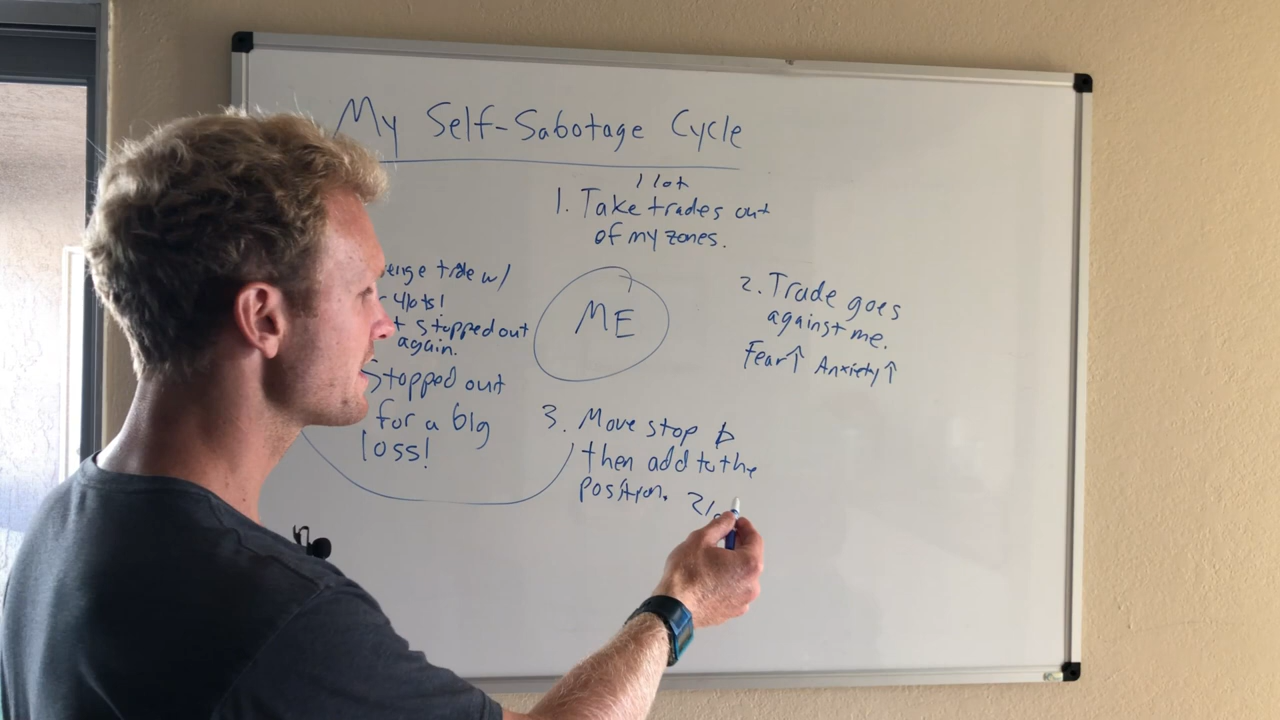 My Self-Sabotage Cycle
1 lot
1. Take trades out
of my zones.
2. Trade goes
against me.
Fear↑ Anxiety↑
3. Move stop
then add to the
position.
trade w/
4lots!
stopped out
again.
Stopped out
for a big
loss!
ME